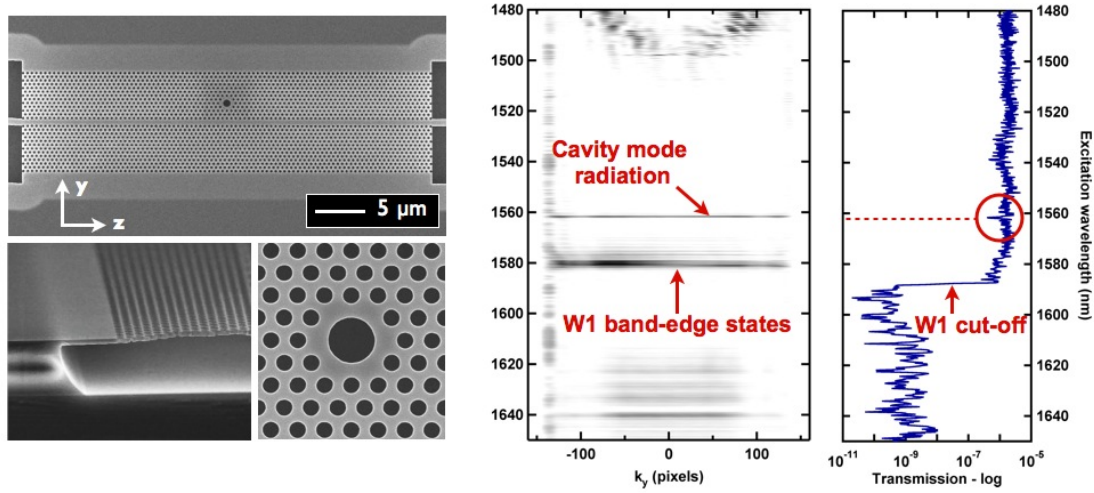 y
z
5 µm
1480
1500
1520
1540
1560
1580
1600
1620
1640
Cavity mode
radiation
W1 band-edge states
-100
0
100
k_y (pixels)
W1 cut-off
1480
1500
1520
1540
1560
1580
1600
1620
1640
Excitation wavelength (nm)
10^-11
10^-9
10^-7
10^-5
Transmission - log